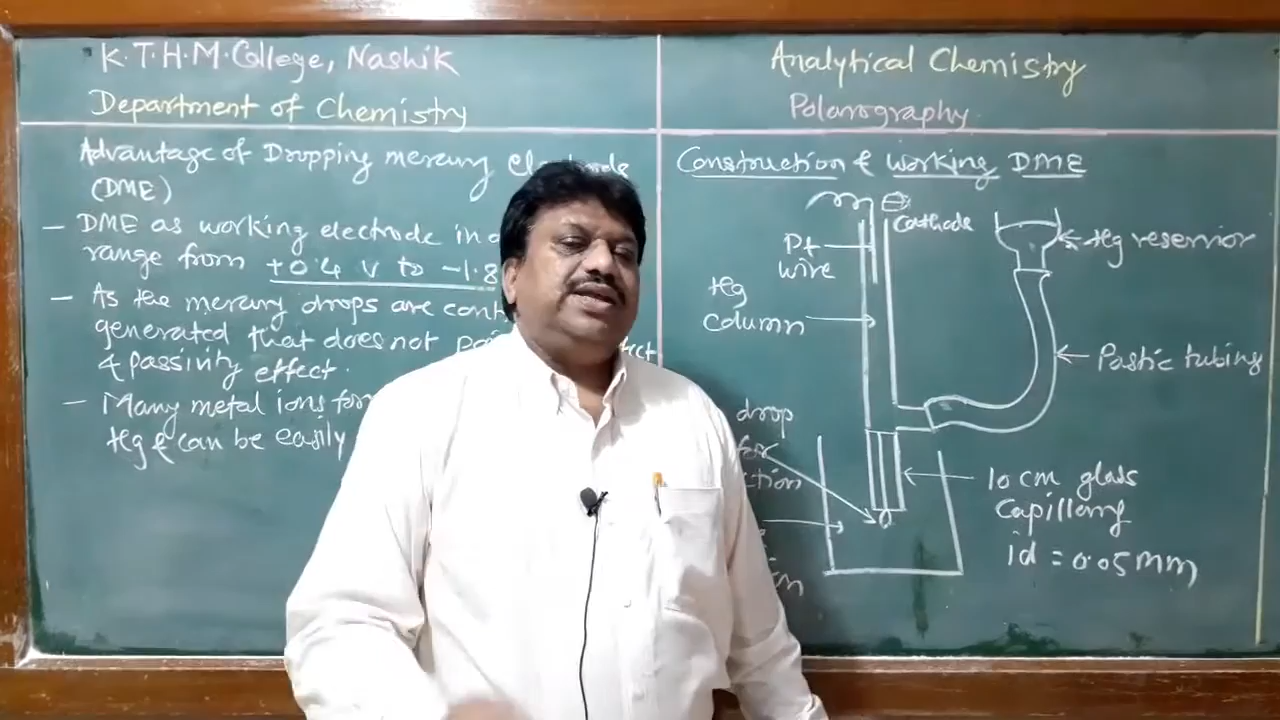 K.T.H.M. College, Nashik
Department of Chemistry
Advantage of Dropping mercury Electrode
(DME)
- DME as working electrode in a
range from +0.4 V to -1.8
- As the mercury drops are cont
generated that does not
& passivity effect.
- Many metal ions for
Hg & can be easily
Analytical Chemistry
Polarography
Construction & working DME
⊖
Cathode
Pt
wire
Hg
column
Hg reservior
Pastic tubing
drop
for
ction
10 cm glass
Capillary
id = 0.05 mm